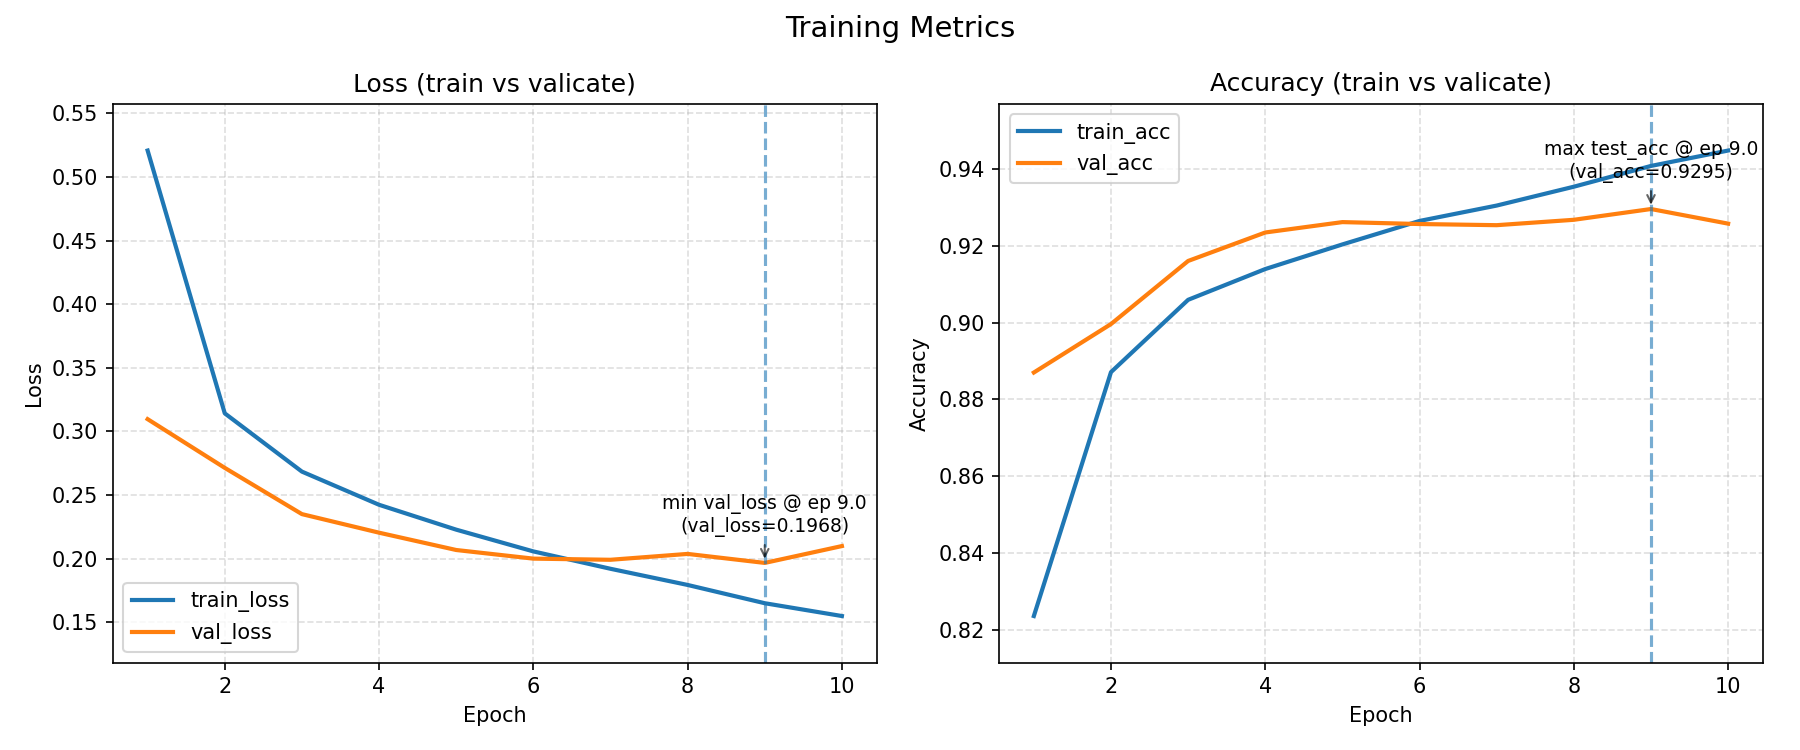 Training Metrics
Loss (train vs valicate)
0.55
0.50
0.45
0.40
0.35
0.30
0.25
0.20
0.15
Loss
min val_loss @ ep 9.0
(val_loss=0.1968)
train_loss
val_loss
2 4 6 8 10
Epoch
Accuracy (train vs valicate)
0.94
0.92
0.90
0.88
0.86
0.84
0.82
Accuracy
train_acc
val_acc
max test_acc @ ep 9.0
(val_acc=0.9295)
2 4 6 8 10
Epoch